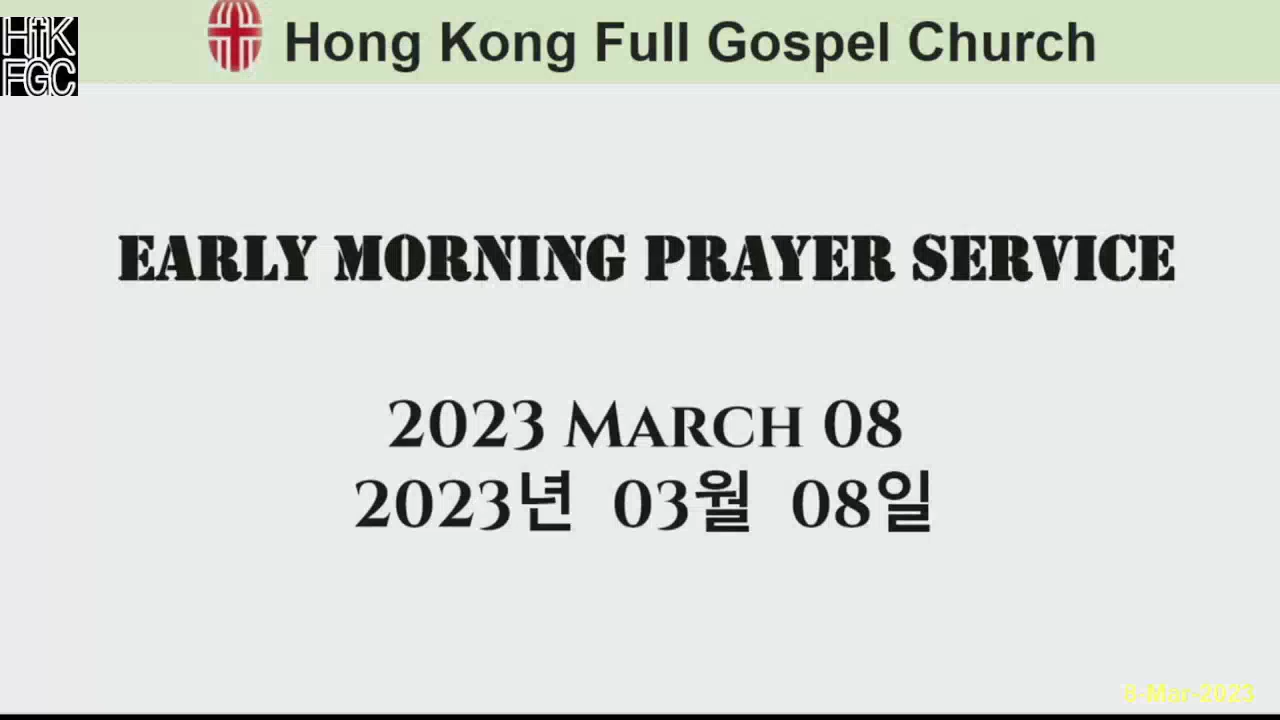 HfK
FGC
Hong Kong Full Gospel Church
EARLY MORNING PRAYER SERVICE
2023 March 08
2023년 03월 08일
8-Mar-2023